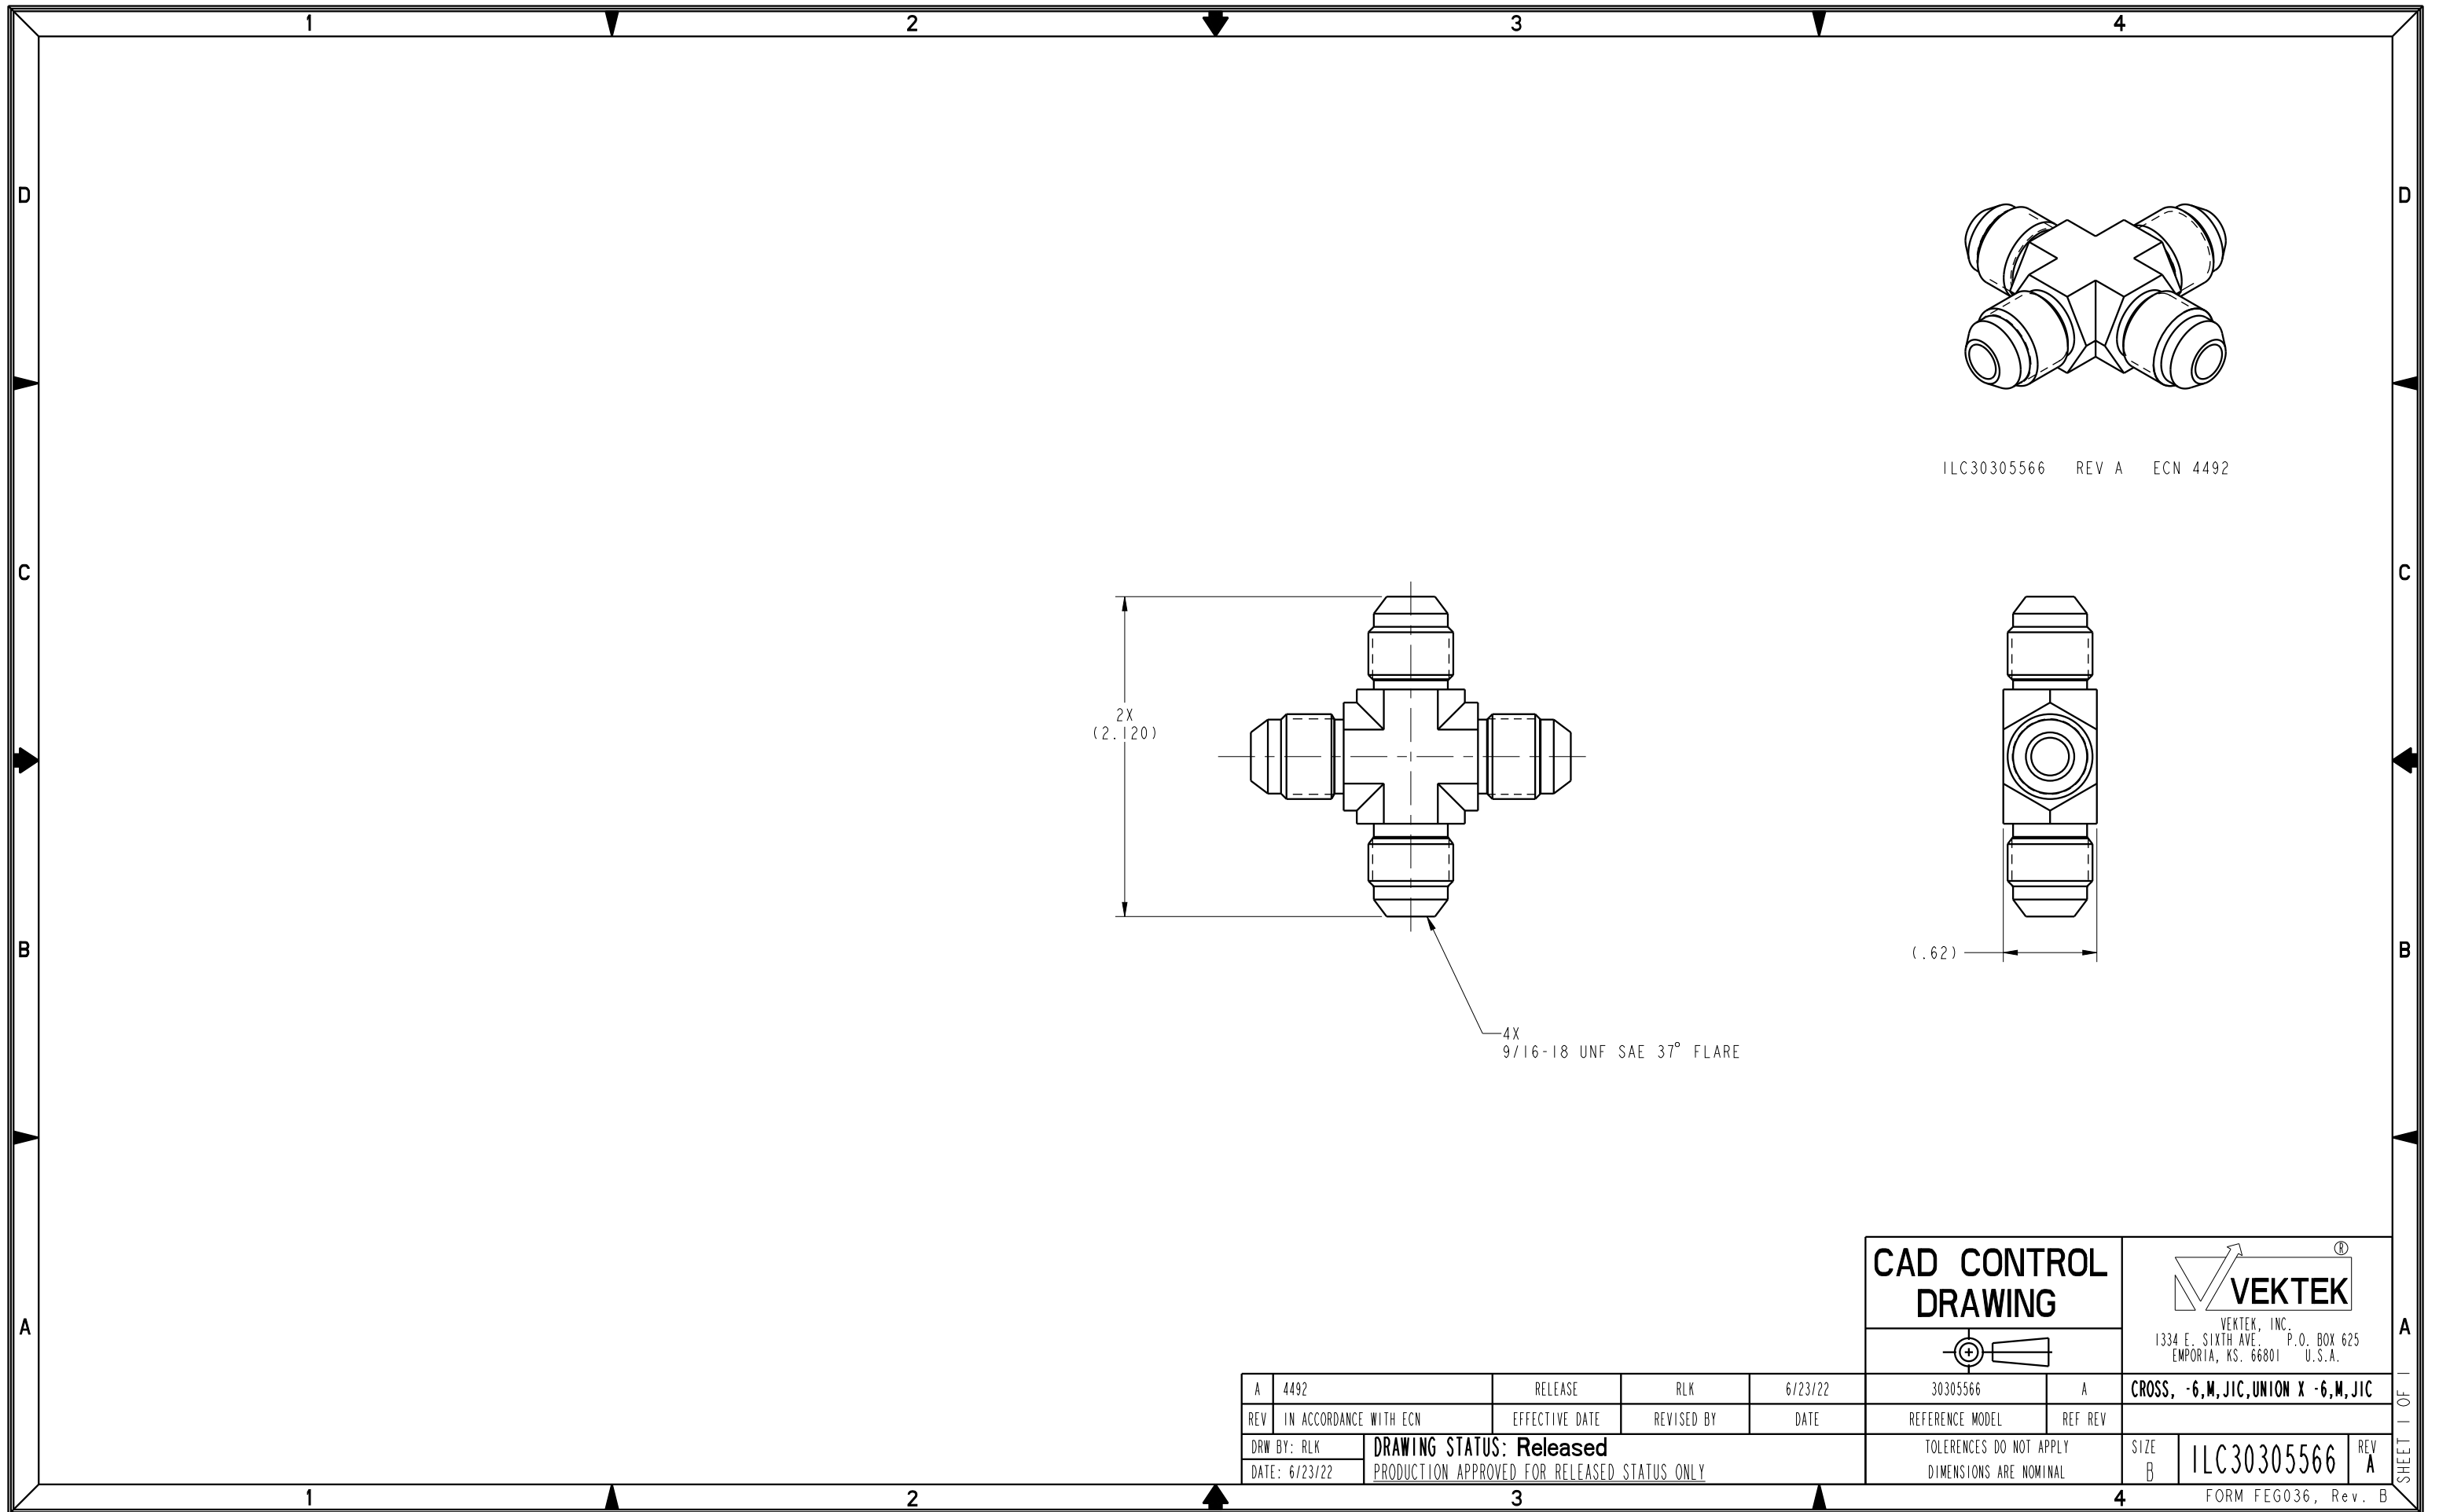 1 2 3 4
D D
ILC30305566 REV A ECN 4492
C C
2X
(2.120)
B B
(.62)
4X
9/16-18 UNF SAE 37° FLARE
CAD CONTROL
DRAWING
®
VEKTEK
VEKTEK, INC.
1334 E. SIXTH AVE. P.O. BOX 625
EMPORIA, KS. 66801 U.S.A.
A A
A 4492 RELEASE RLK 6/23/22 30305566 A CROSS, -6,M,JIC,UNION X -6,M,JIC
REV IN ACCORDANCE WITH ECN EFFECTIVE DATE REVISED BY DATE REFERENCE MODEL REF REV
DRW BY: RLK DRAWING STATUS: Released TOLERENCES DO NOT APPLY SIZE ILC30305566 REV
DATE: 6/23/22 PRODUCTION APPROVED FOR RELEASED STATUS ONLY DIMENSIONS ARE NOMINAL B A
SHEET 1 OF 1
1 2 3 4
FORM FEG036, Rev. B